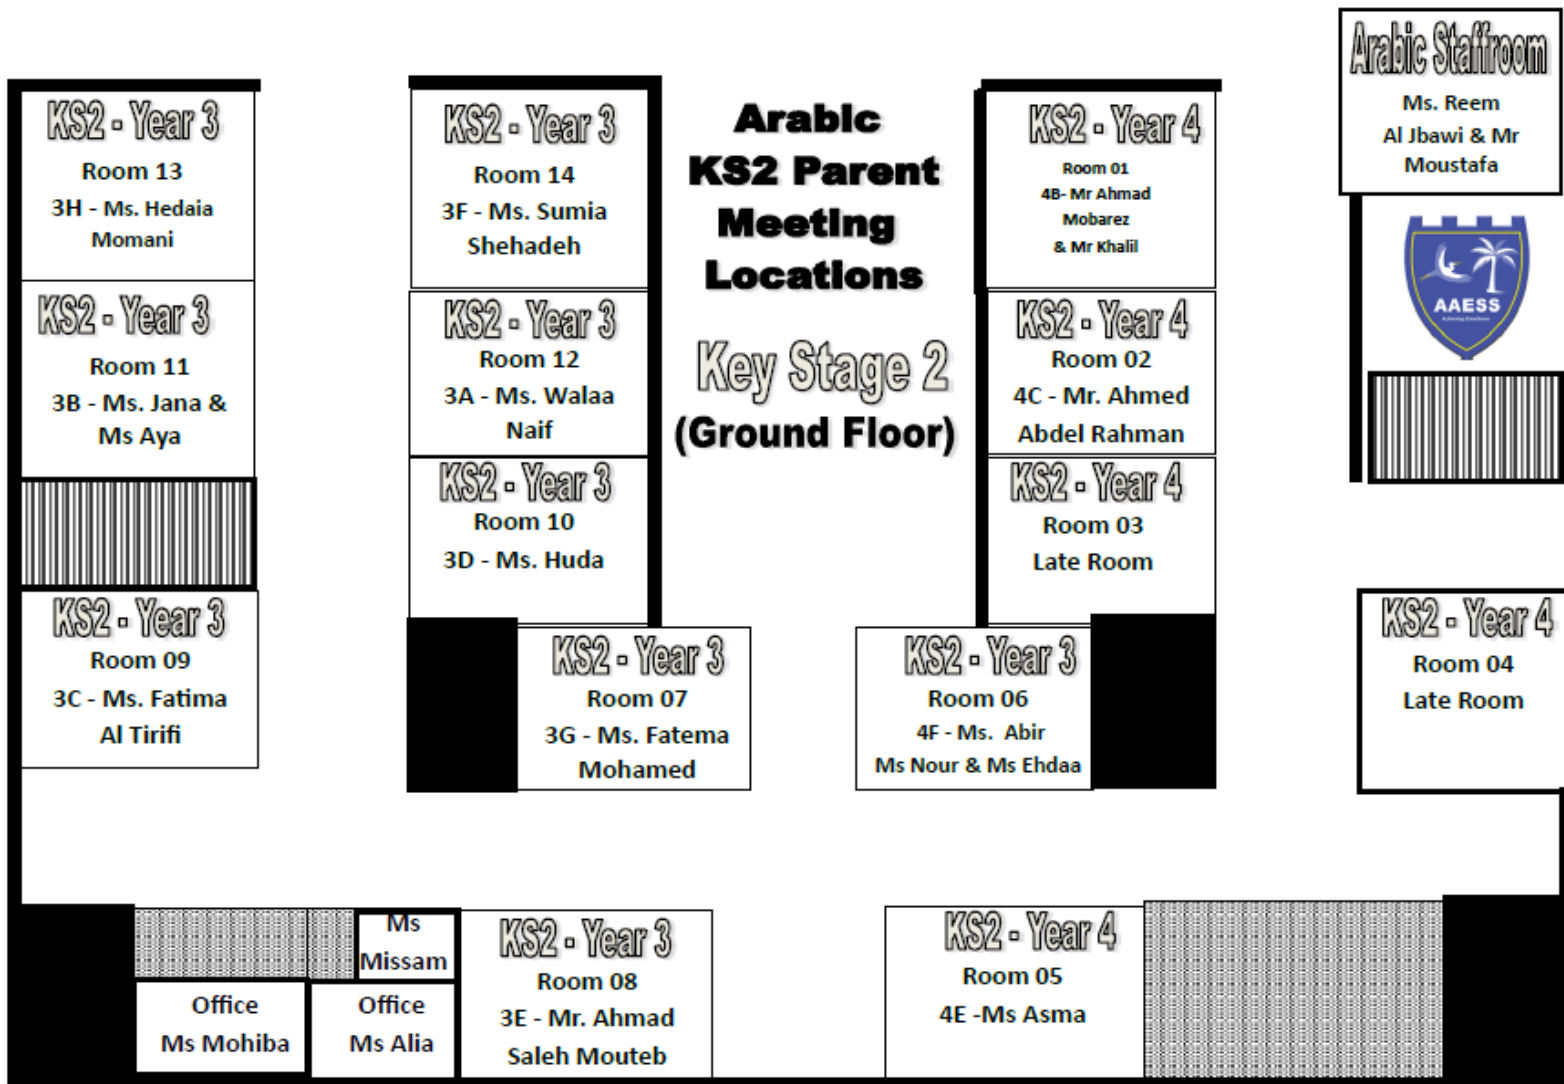 Arabic Staffroom
Ms. Reem
Al Jbawi & Mr
Moustafa
KS2 - Year 3
Room 13
3H - Ms. Hedaia
Momani
KS2 - Year 3
Room 14
3F - Ms. Sumia
Shehadeh
Arabic
KS2 Parent
Meeting
Locations
Key Stage 2
(Ground Floor)
KS2 - Year 4
Room 01
4B- Mr Ahmad
Mobarez
& Mr Khalil
AAESS
Achieving Excellence
KS2 - Year 3
Room 11
3B - Ms. Jana &
Ms Aya
KS2 - Year 3
Room 12
3A - Ms. Walaa
Naif
KS2 - Year 4
Room 02
4C - Mr. Ahmed
Abdel Rahman
KS2 - Year 3
Room 10
3D - Ms. Huda
KS2 - Year 4
Room 03
Late Room
KS2 - Year 3
Room 09
3C - Ms. Fatima
Al Tirifi
KS2 - Year 3
Room 07
3G - Ms. Fatema
Mohamed
KS2 - Year 3
Room 06
4F - Ms.  Abir
Ms Nour & Ms Ehdaa
KS2 - Year 4
Room 04
Late Room
Ms
Missam
Office
Ms Mohiba
Office
Ms Alia
KS2 - Year 3
Room 08
3E - Mr. Ahmad
Saleh Mouteb
KS2 - Year 4
Room 05
4E -Ms Asma